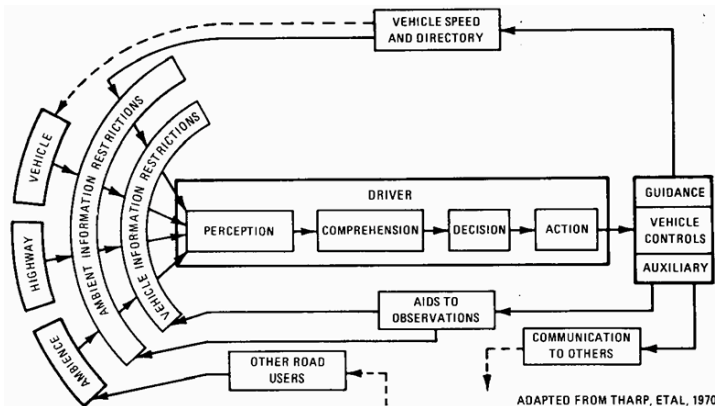 VEHICLE SPEED
AND DIRECTORY
VEHICLE
HIGHWAY
AMBIENCE
AMBIENT INFORMATION RESTRICTIONS
VEHICLE INFORMATION RESTRICTIONS
DRIVER
PERCEPTION
COMPREHENSION
DECISION
ACTION
GUIDANCE
VEHICLE
CONTROLS
AUXILIARY
AIDS TO
OBSERVATIONS
COMMUNICATION
TO OTHERS
OTHER ROAD
USERS
ADAPTED FROM THARP, ETAL, 1970